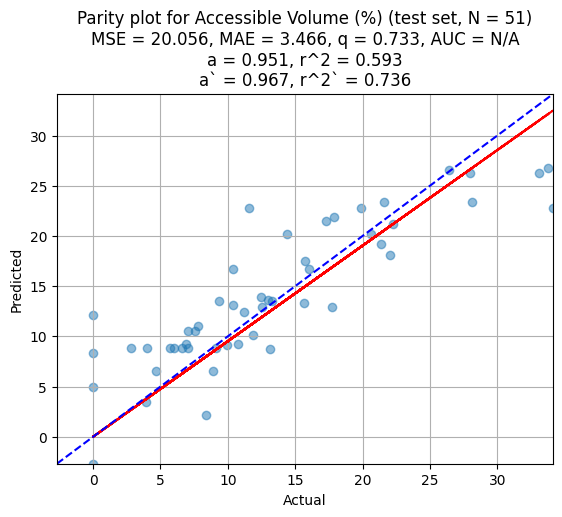 Parity plot for Accessible Volume (%) (test set, N = 51)
MSE = 20.056, MAE = 3.466, q = 0.733, AUC = N/A
a = 0.951, r^2 = 0.593
a` = 0.967, r^2` = 0.736
30
25
20
15
10
5
0
Predicted
0 5 10 15 20 25 30
Actual